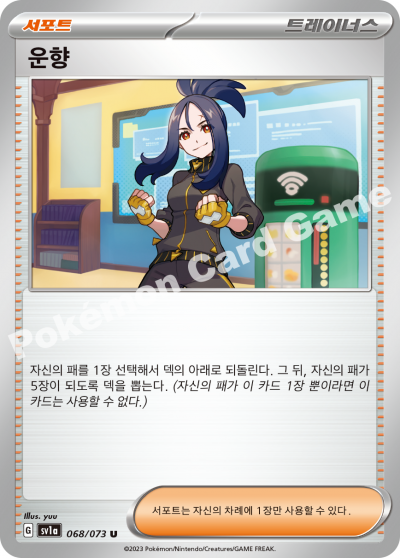 서포트
트레이너스
운향
Pokémon Card Game
자신의 패를 1장 선택해서 덱의 아래로 되돌린다. 그 뒤, 자신의 패가
5장이 되도록 덱을 뽑는다. (자신의 패가 이 카드 1장 뿐이라면 이
카드는 사용할 수 없다.)
Illus. yuu
서포트는 자신의 차례에 1장만 사용할 수 있다.
G sv1a 068/073 U
©2023 Pokémon/Nintendo/Creatures/GAME FREAK.